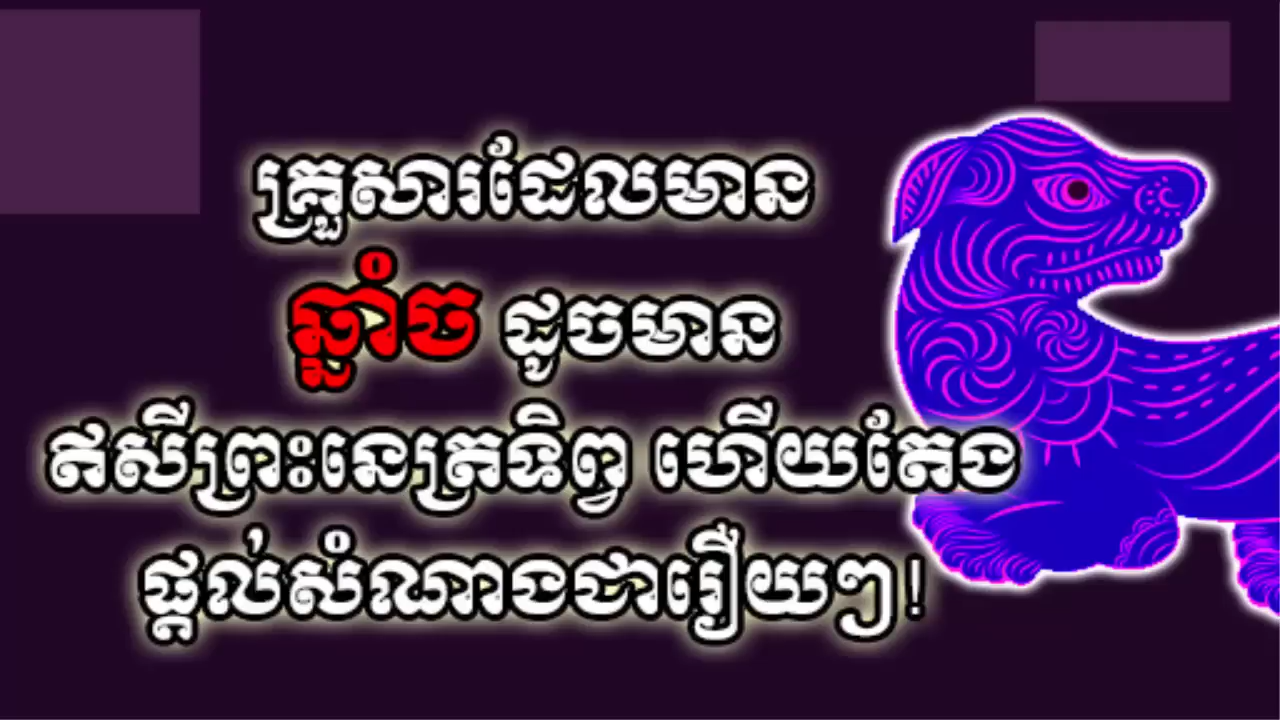 គ្រួសារដែលមាន
ឆ្នាំច ដូចមាន
ឥសីព្រះនេត្រទិព្វ ហើយតែង
ផ្ដល់សំណាងជារឿយៗ!